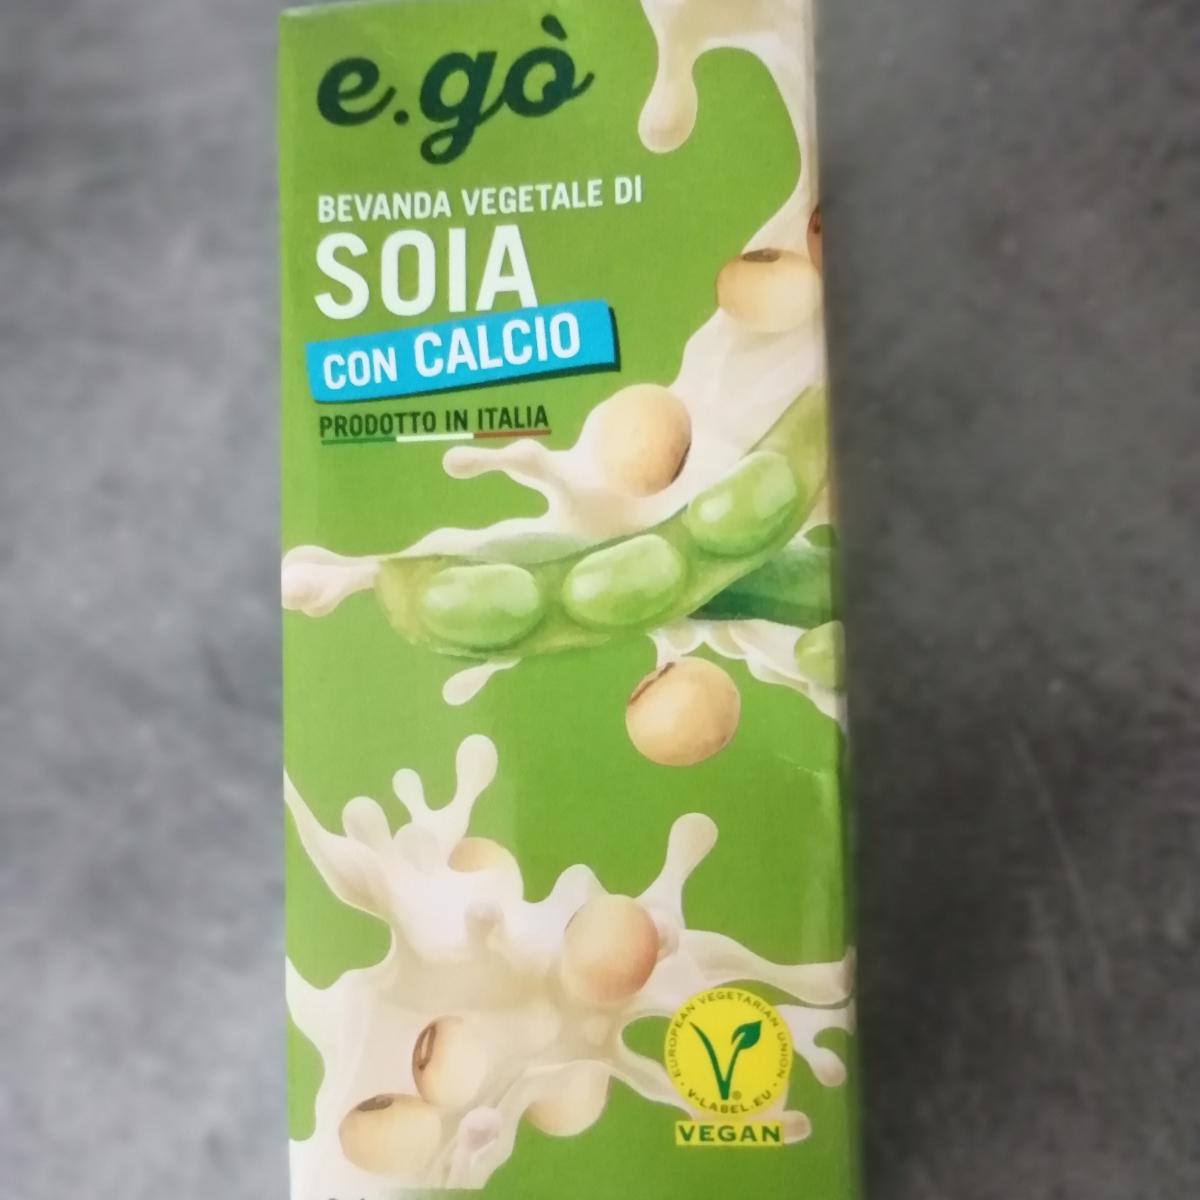 e.gò
BEVANDA VEGETALE DI
SOIA
CON CALCIO
PRODOTTO IN ITALIA
EUROPEAN VEGETARIAN UNION
V-LABEL.EU
®
VEGAN